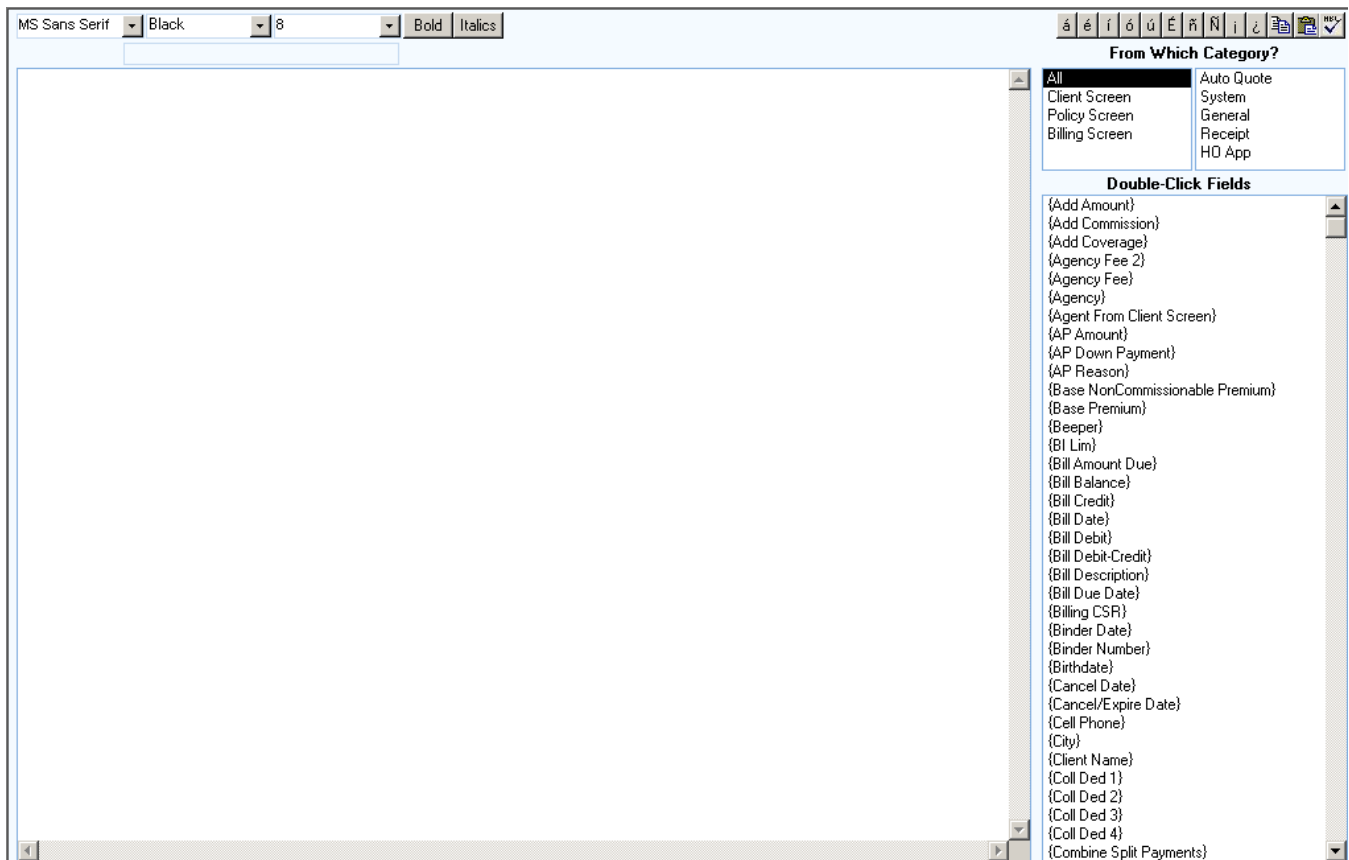 MS Sans Serif Black 8 Bold Italics á é í ó ú É ñ Ñ ¡ ¿
From Which Category?
All
Client Screen
Policy Screen
Billing Screen
Auto Quote
System
General
Receipt
HO App
Double-Click Fields
{Add Amount}
{Add Commission}
{Add Coverage}
{Agency Fee 2}
{Agency Fee}
{Agency}
{Agent From Client Screen}
{AP Amount}
{AP Down Payment}
{AP Reason}
{Base NonCommissionable Premium}
{Base Premium}
{Beeper}
{BI Lim}
{Bill Amount Due}
{Bill Balance}
{Bill Credit}
{Bill Date}
{Bill Debit}
{Bill Debit-Credit}
{Bill Description}
{Bill Due Date}
{Billing CSR}
{Binder Date}
{Binder Number}
{Birthdate}
{Cancel Date}
{Cancel/Expire Date}
{Cell Phone}
{City}
{Client Name}
{Coll Ded 1}
{Coll Ded 2}
{Coll Ded 3}
{Coll Ded 4}
{Combine Split Payments}